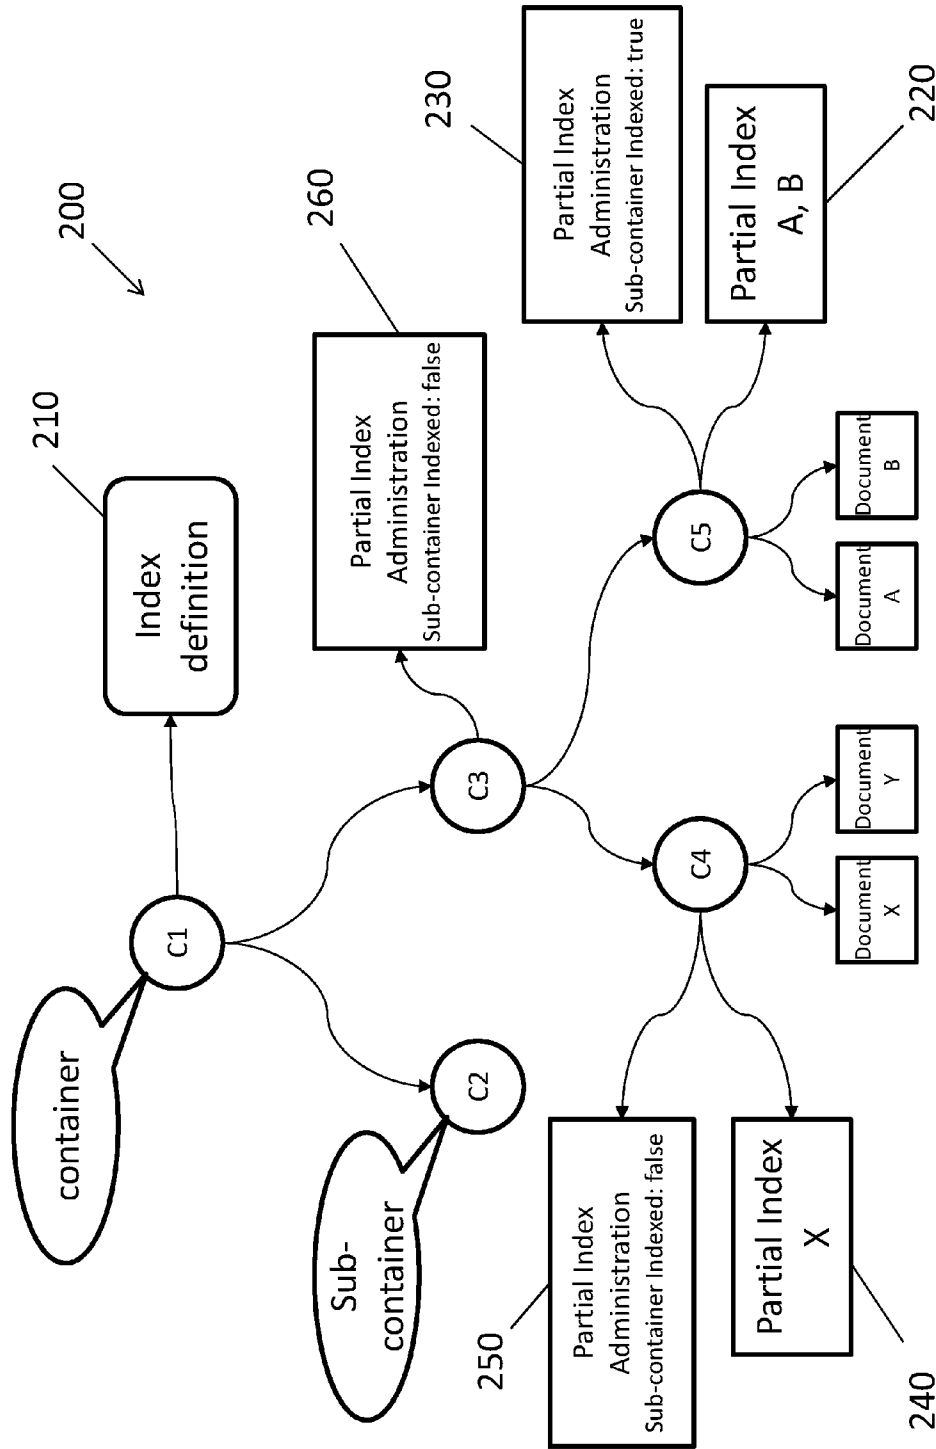 200
container
C1
Index
definition
210
Sub-
container
C2
C3
Partial Index
Administration
Sub-container Indexed: false
260
250
Partial Index
Administration
Sub-container Indexed: false
Partial Index
X
240
C4
Document
X
Document
Y
C5
Document
A
Document
B
Partial Index
Administration
Sub-container Indexed: true
230
Partial Index
A, B
220